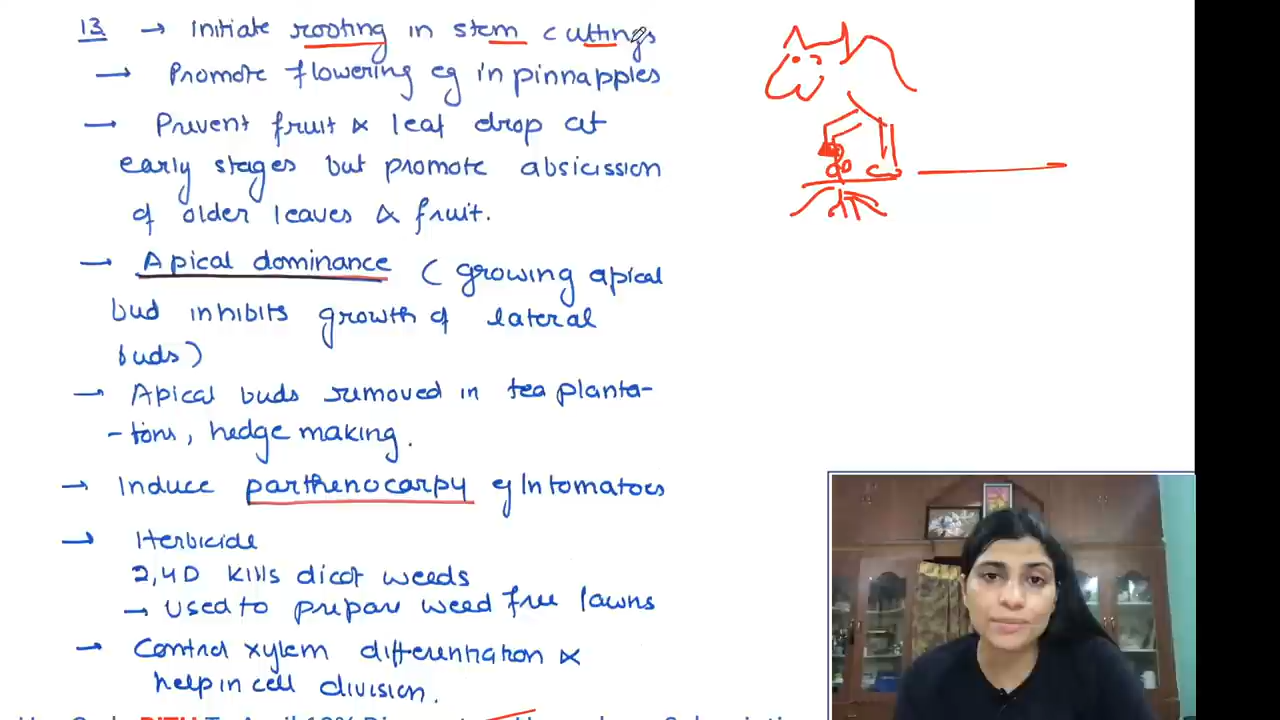 13 → Initiate rooting in stem cuttings
→ Promote flowering eg in pinnapples
→ Prevent fruit & leaf drop at
early stages but promote absicission
of older leaves & fruit.
→ Apical dominance (growing apical
bud inhibits growth of lateral
buds)
→ Apical buds removed in tea planta-
-tions, hedge making.
→ Induce parthenocarpy eg In tomatoes
→ Herbicide
2,4D kills dicot weeds
→ Used to prepare weed free lawns
→ Control xylem differentiation &
help in cell division.